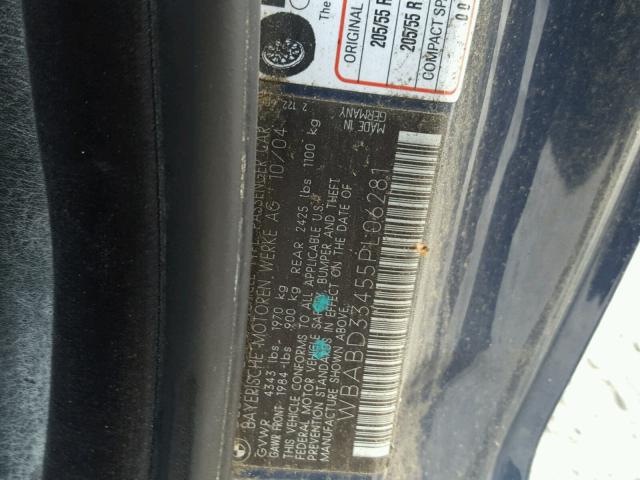 The
ORIGINAL
205/55 R
205/55 R
COMPACT SP
2 122
MADE IN
GERMANY
PASSENGER CAR
BAYERISCHE MOTOREN WERKE AG 10/04
GVWR 4343 lbs- 1970 kg
GAWR FRONT- 1984-lbs 900 kg REAR 2425 lbs 1100 kg
THIS VEHICLE CONFORMS TO ALL APPLICABLE U.S.
FEDERAL MOTOR VEHICLE SAFETY, BUMPER AND THEFT
PREVENTION STANDARDS IN EFFECT ON THE DATE OF
MANUFACTURE SHOWN ABOVE.
WBABD33455PL06281